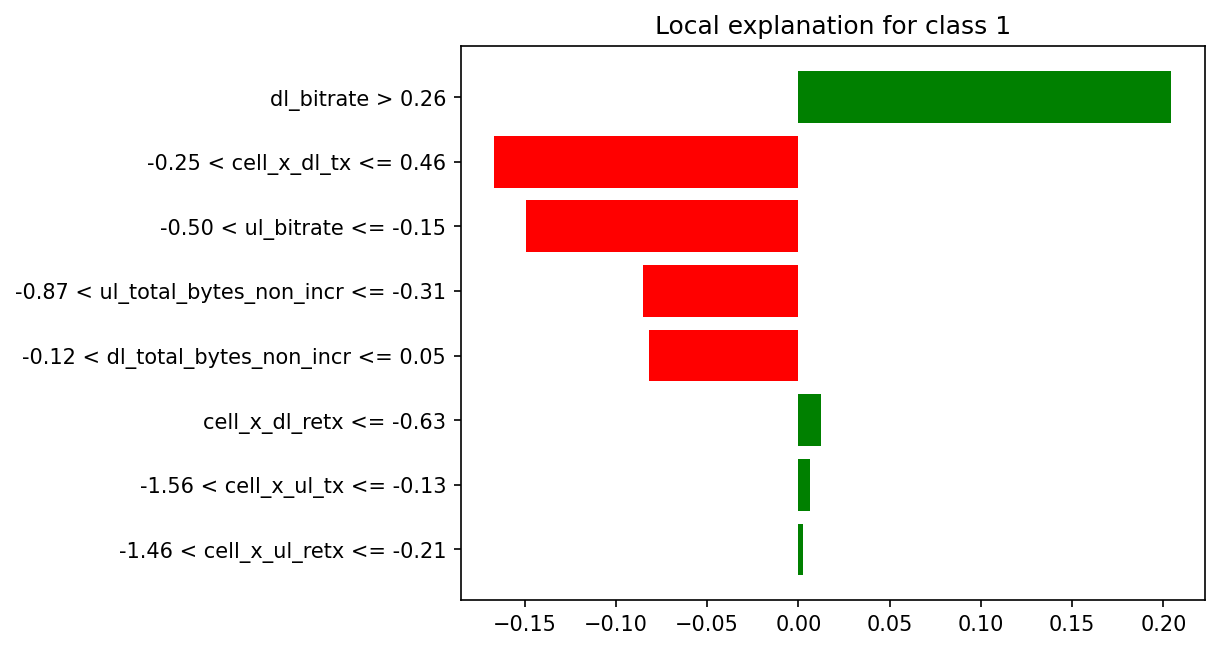 Local explanation for class 1
dl_bitrate > 0.26
-0.25 < cell_x_dl_tx <= 0.46
-0.50 < ul_bitrate <= -0.15
-0.87 < ul_total_bytes_non_incr <= -0.31
-0.12 < dl_total_bytes_non_incr <= 0.05
cell_x_dl_retx <= -0.63
-1.56 < cell_x_ul_tx <= -0.13
-1.46 < cell_x_ul_retx <= -0.21
−0.15 −0.10 −0.05 0.00 0.05 0.10 0.15 0.20